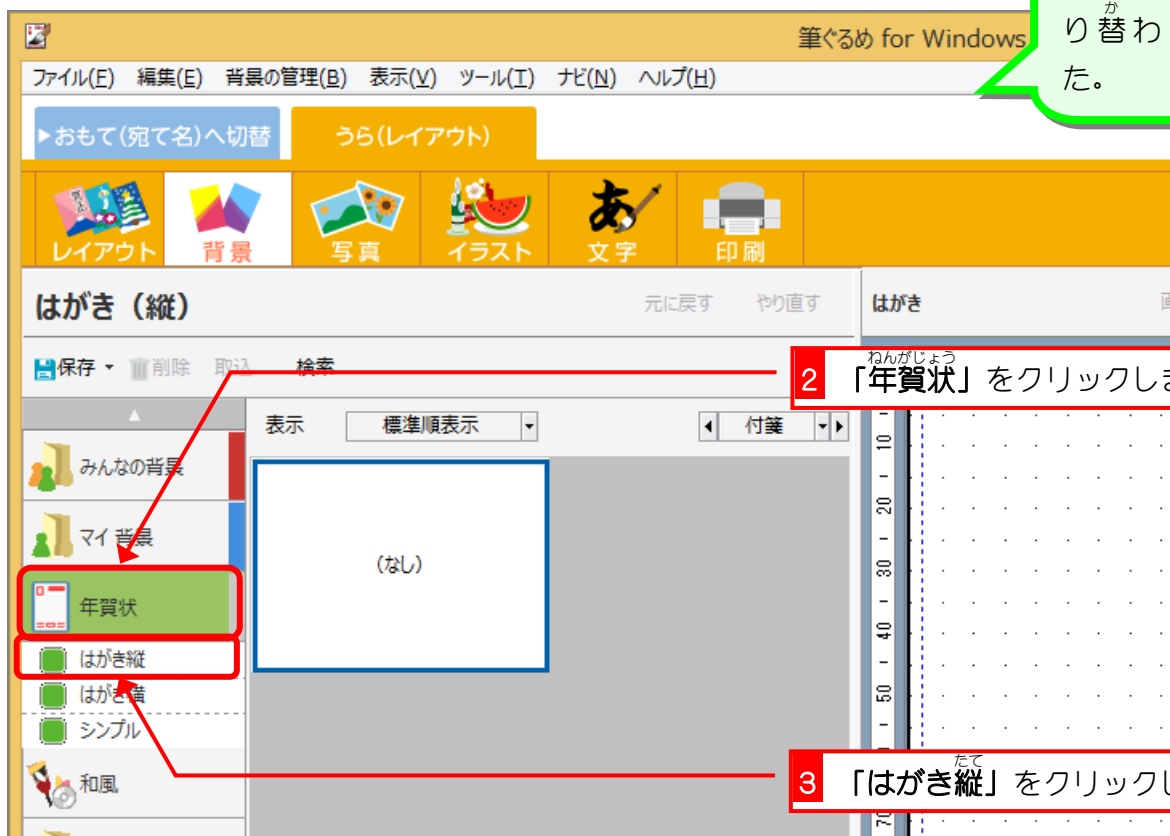 か
り替わ
た。
筆ぐるめ for Windows
ファイル(F) 編集(E) 背景の管理(B) 表示(V) ツール(T) ナビ(N) ヘルプ(H)
▶おもて(宛て名)へ切替 うら(レイアウト)
レイアウト 背景 写真 イラスト 文字 印刷
はがき（縦） 元に戻す やり直す はがき
保存 削除 取込 検索
ねんがじょう
2 「年賀状」をクリックしま
表示 標準順表示 付箋
みんなの背景
マイ 背景
(なし)
年賀状
はがき縦
はがき横
シンプル
和風
たて
3 「はがき縦」をクリックし
10
20
30
40
50
70